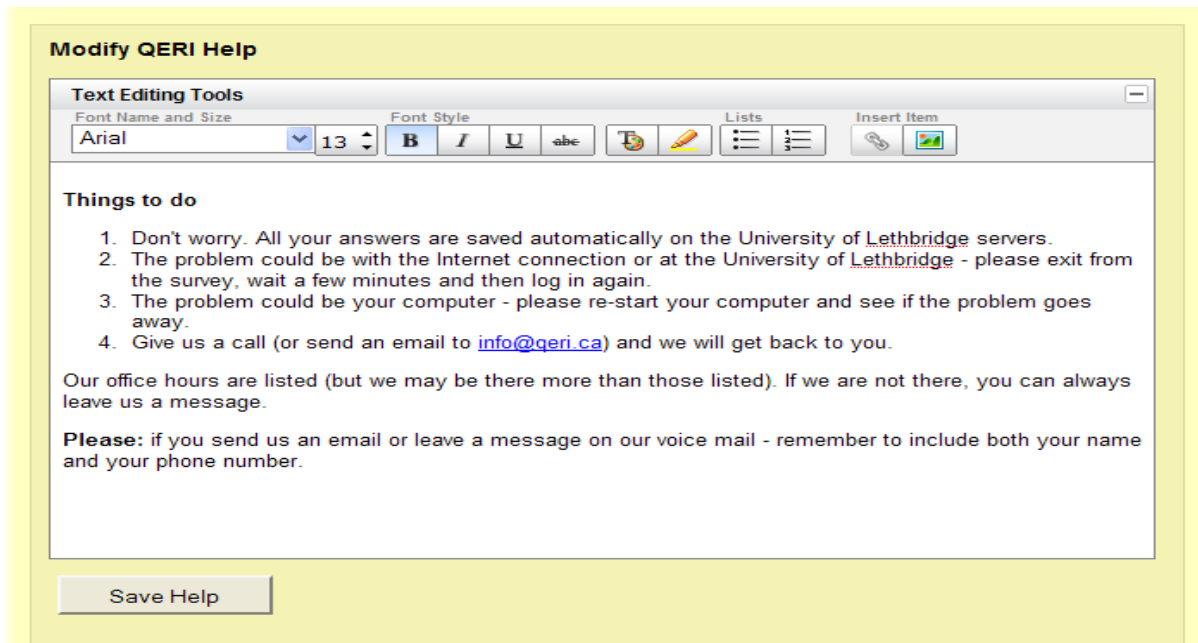 Modify QERI Help
Text Editing Tools
Font Name and Size Font Style Lists Insert Item
Arial 13 B I U abc
Things to do
1. Don't worry. All your answers are saved automatically on the University of Lethbridge servers.
2. The problem could be with the Internet connection or at the University of Lethbridge - please exit from
the survey, wait a few minutes and then log in again.
3. The problem could be your computer - please re-start your computer and see if the problem goes
away.
4. Give us a call (or send an email to info@qeri.ca) and we will get back to you.
Our office hours are listed (but we may be there more than those listed). If we are not there, you can always
leave us a message.
Please: if you send us an email or leave a message on our voice mail - remember to include both your name
and your phone number.
Save Help